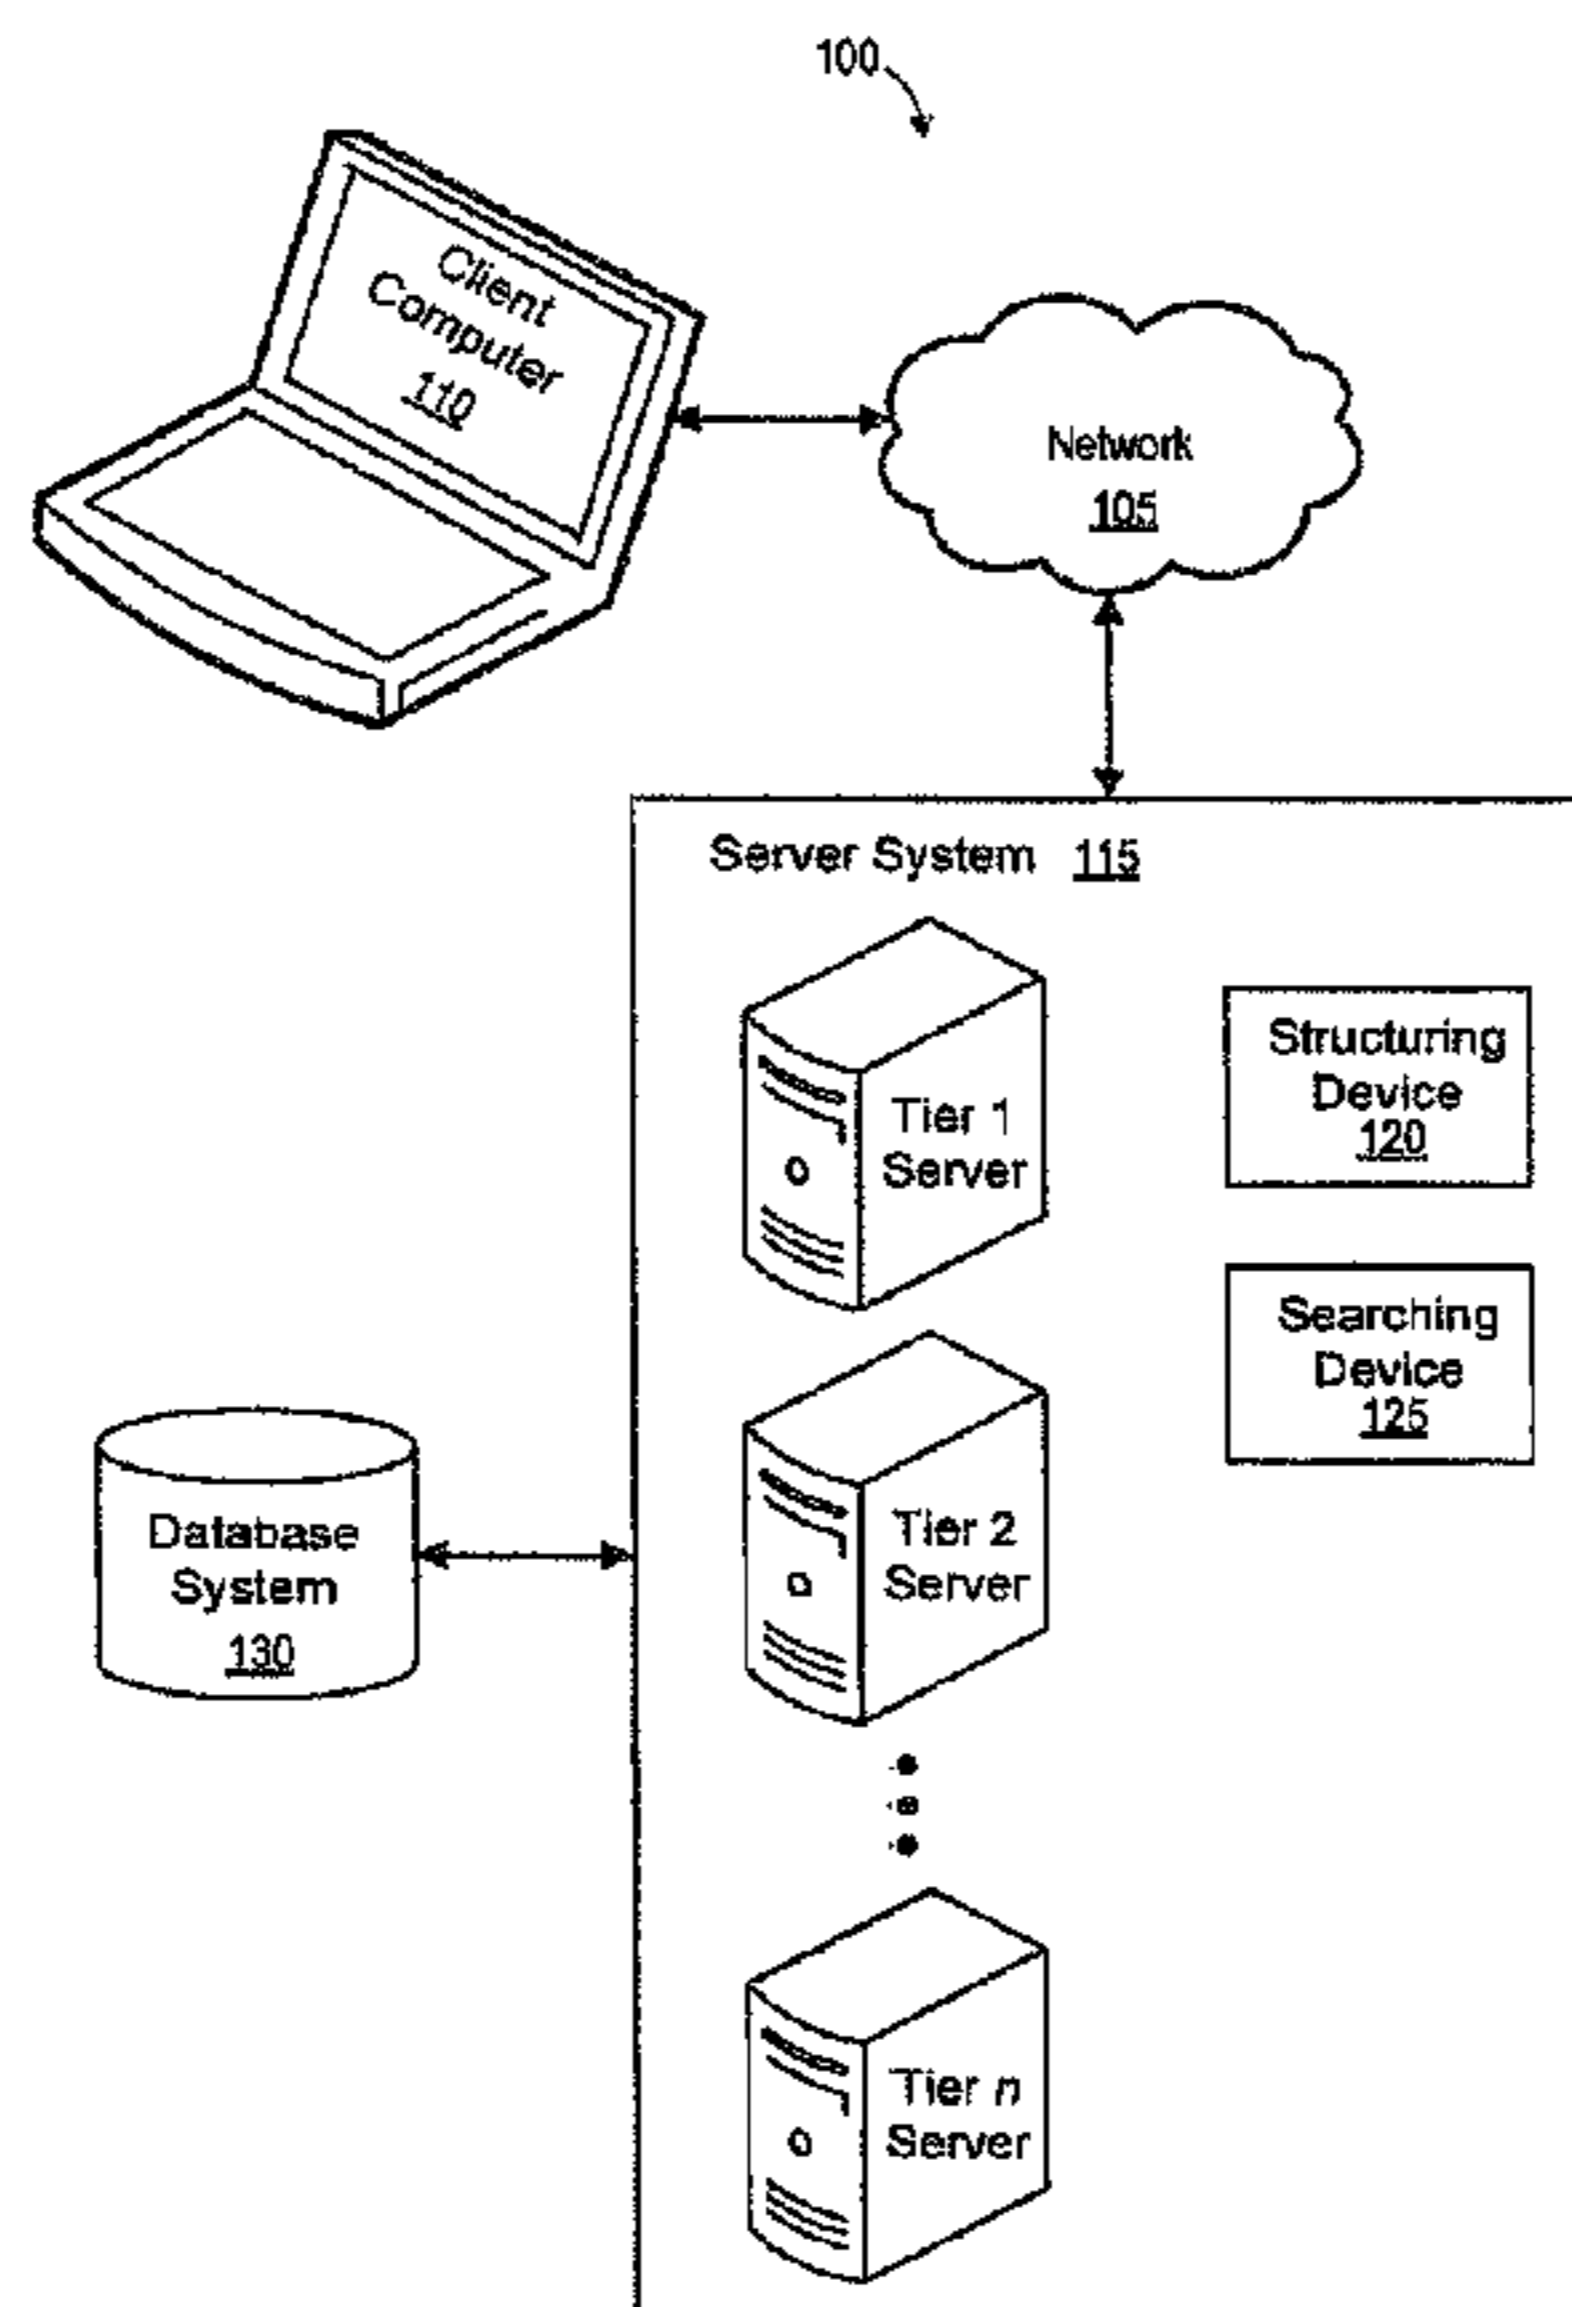 100
Client
Computer
110
Network
105
Server System 115
Tier 1
Server
Structuring
Device
120
Searching
Device
125
Tier 2
Server
Database
System
130
Tier n
Server